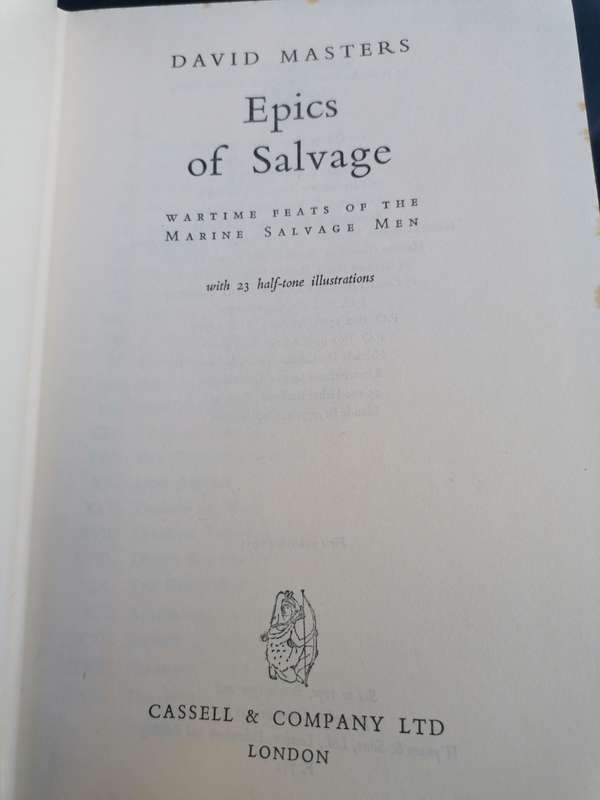 DAVID MASTERS
Epics
of Salvage
WARTIME FEATS OF THE
MARINE SALVAGE MEN
with 23 half-tone illustrations
CASSELL & COMPANY LTD
LONDON